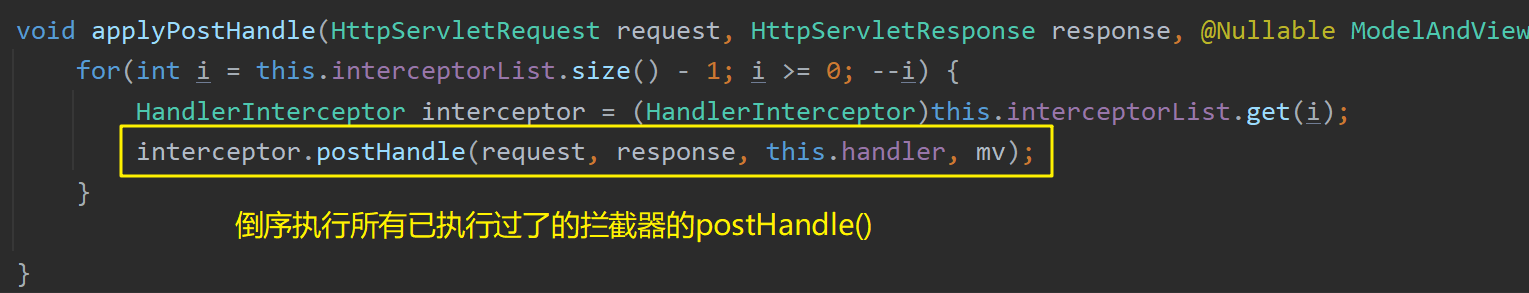 void applyPostHandle(HttpServletRequest request, HttpServletResponse response, @Nullable ModelAndView
for(int i = this.interceptorList.size() - 1; i >= 0; --i) {
HandlerInterceptor interceptor = (HandlerInterceptor)this.interceptorList.get(i);
interceptor.postHandle(request, response, this.handler, mv);
}
倒序执行所有已执行过了的拦截器的postHandle()
}